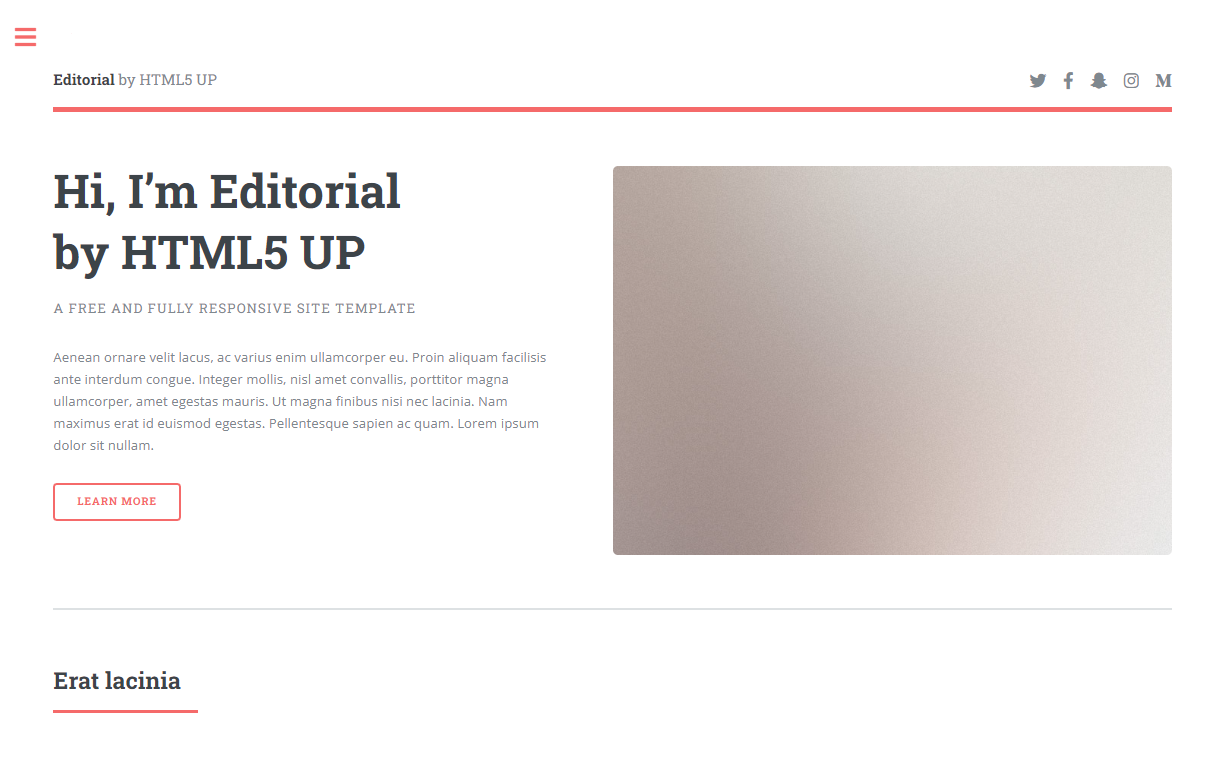 Editorial by HTML5 UP
Hi, I’m Editorial
by HTML5 UP
A FREE AND FULLY RESPONSIVE SITE TEMPLATE
Aenean ornare velit lacus, ac varius enim ullamcorper eu. Proin aliquam facilisis
ante interdum congue. Integer mollis, nisl amet convallis, porttitor magna
ullamcorper, amet egestas mauris. Ut magna finibus nisi nec lacinia. Nam
maximus erat id euismod egestas. Pellentesque sapien ac quam. Lorem ipsum
dolor sit nullam.
LEARN MORE
Erat lacinia